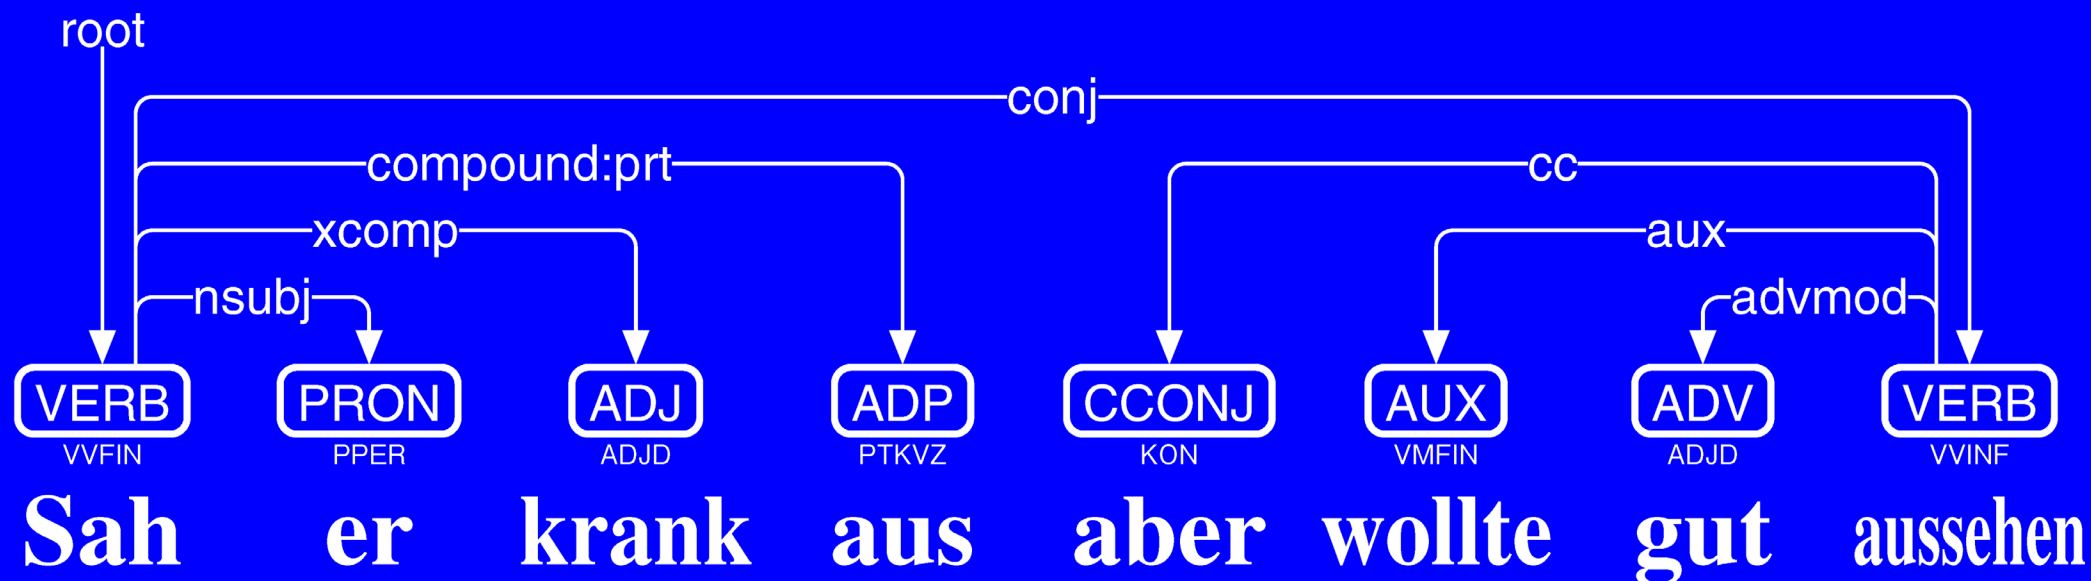 root
conj
compound:prt cc
xcomp aux
nsubj advmod
VERB PRON ADJ ADP CCONJ AUX ADV VERB
VVFIN PPER ADJD PTKVZ KON VMFIN ADJD VVINF
Sah er krank aus aber wollte gut aussehen